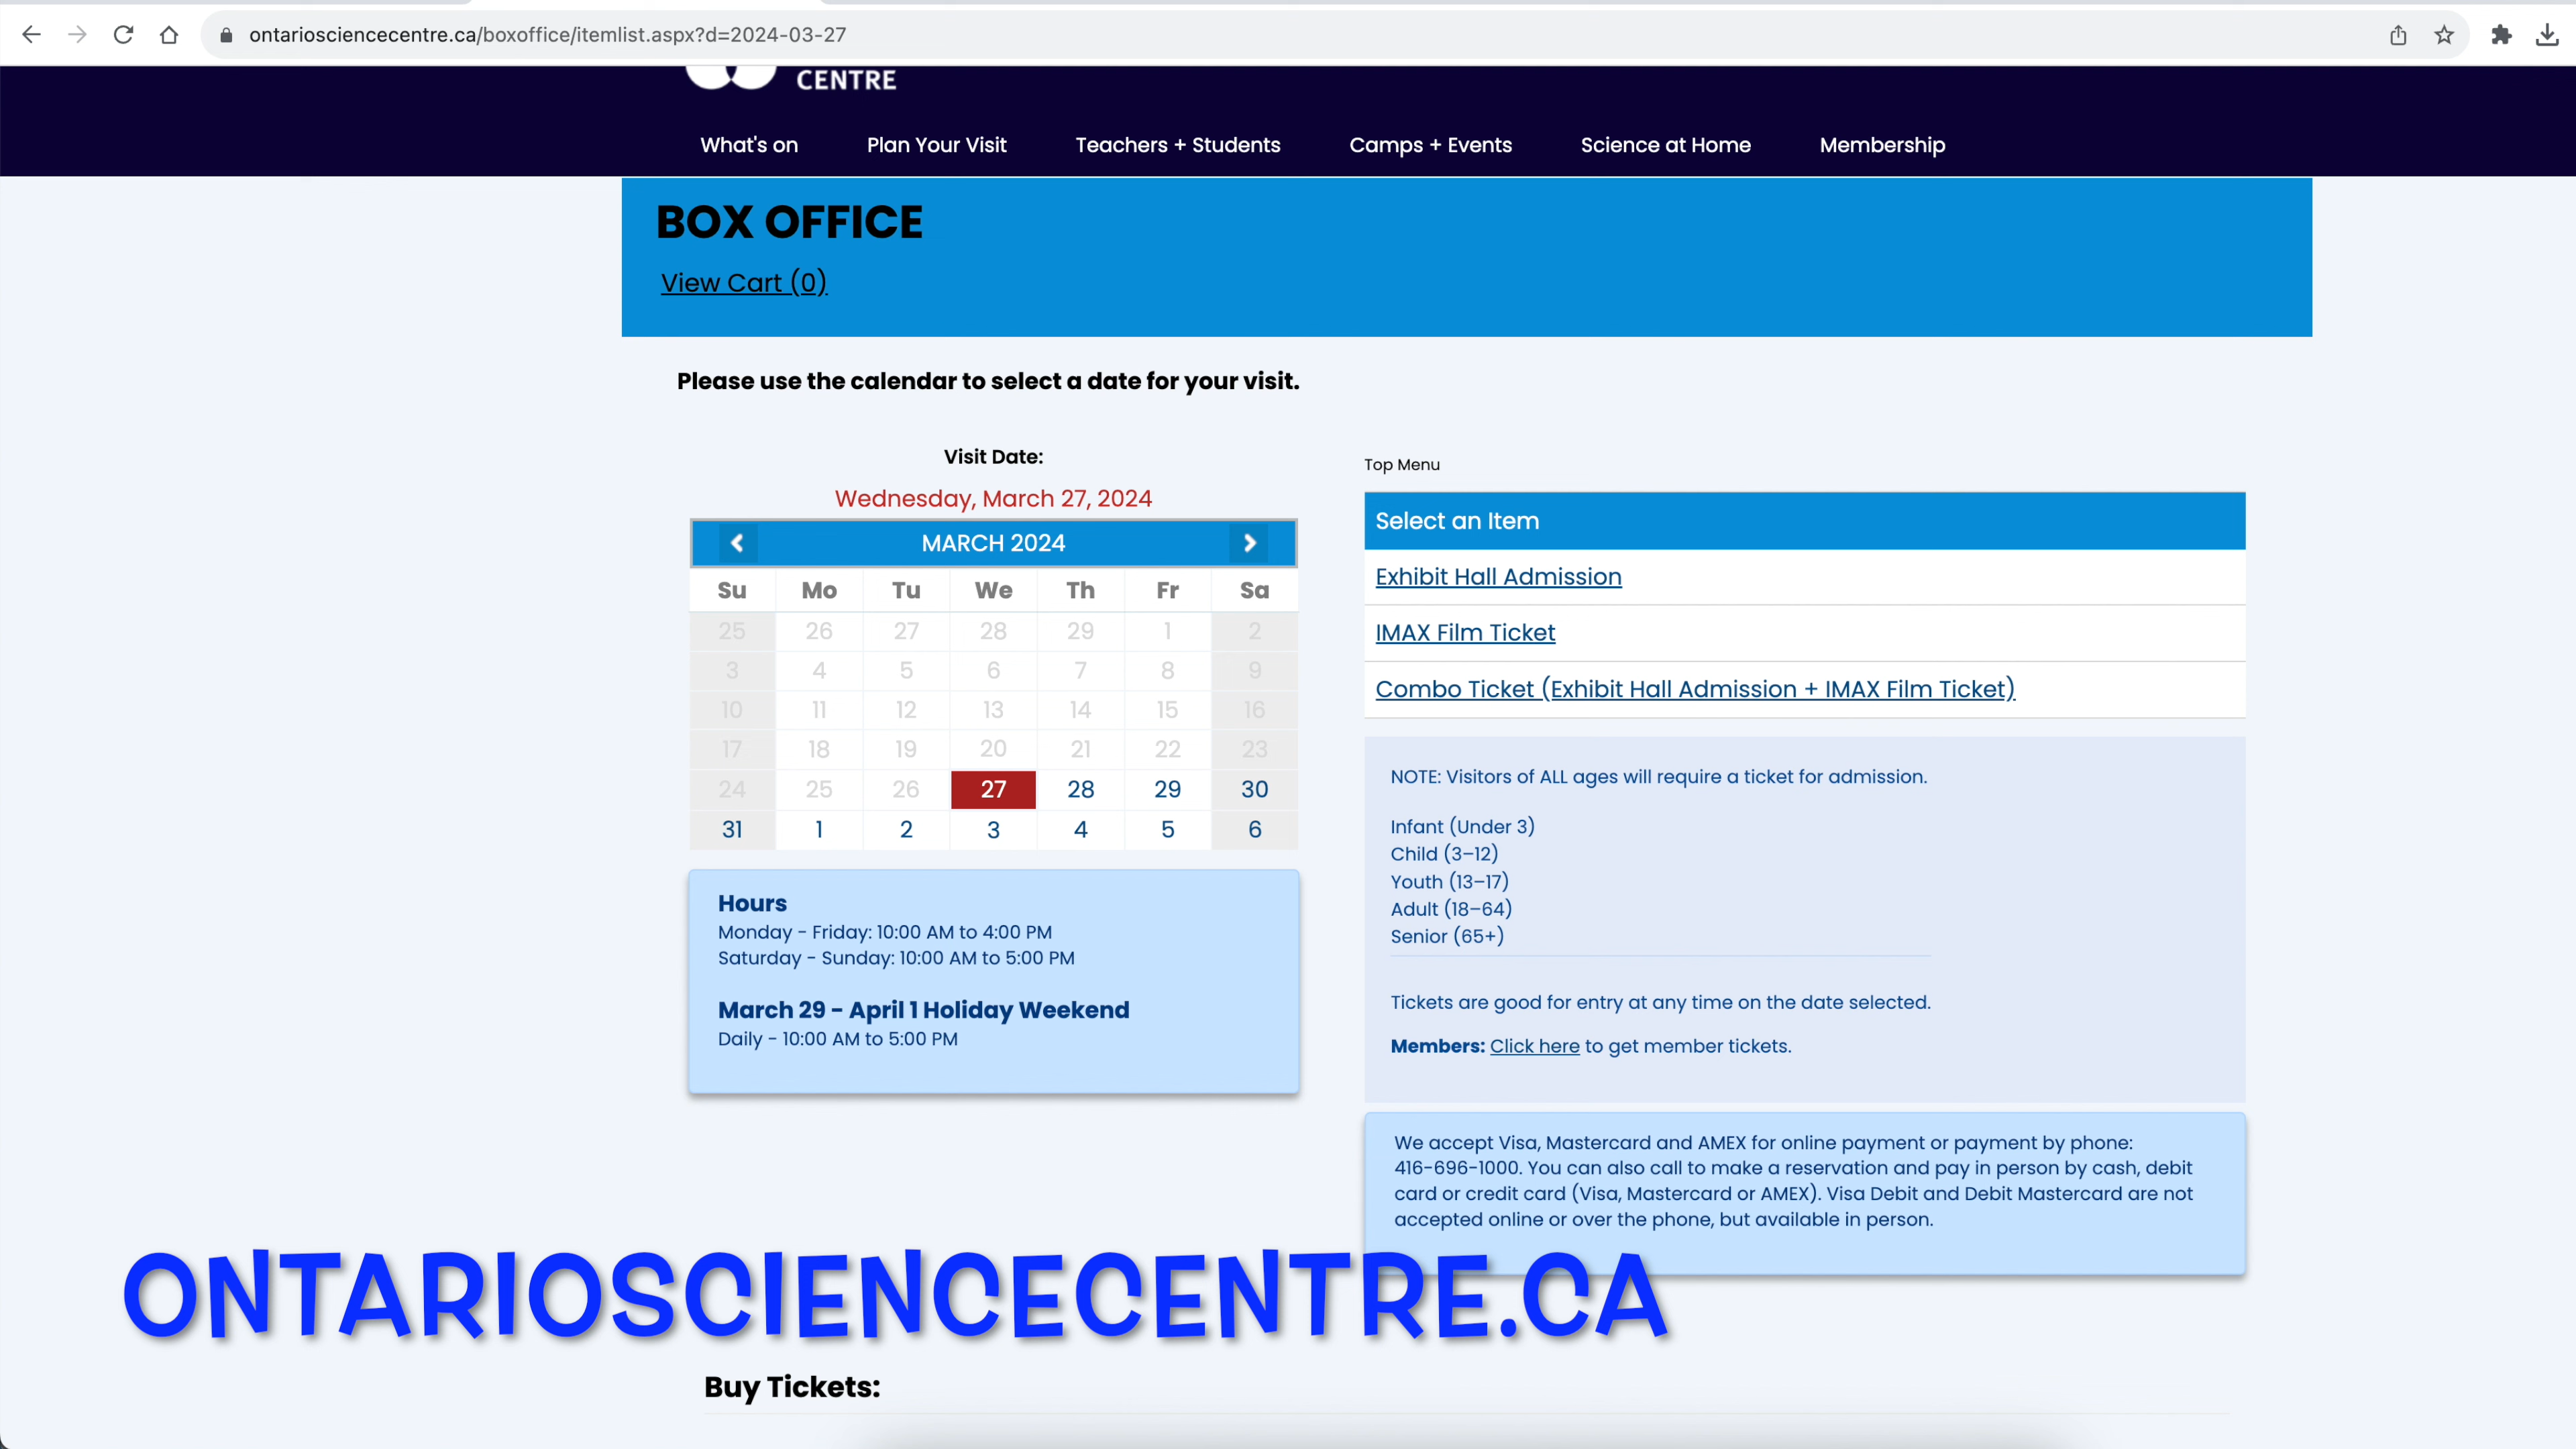 ontariosciencecentre.ca/boxoffice/itemlist.aspx?d=2024-03-27
CENTRE
What's on
Plan Your Visit
Teachers + Students
Camps + Events
Science at Home
Membership
BOX OFFICE
View Cart (0)
Please use the calendar to select a date for your visit.
Visit Date:
Wednesday, March 27, 2024
MARCH 2024
Su Mo Tu We Th Fr Sa
25 26 27 28 29 1 2
3 4 5 6 7 8 9
10 11 12 13 14 15 16
17 18 19 20 21 22 23
24 25 26 27 28 29 30
31 1 2 3 4 5 6
Hours
Monday - Friday: 10:00 AM to 4:00 PM
Saturday - Sunday: 10:00 AM to 5:00 PM
March 29 - April 1 Holiday Weekend
Daily - 10:00 AM to 5:00 PM
Top Menu
Select an Item
Exhibit Hall Admission
IMAX Film Ticket
Combo Ticket (Exhibit Hall Admission + IMAX Film Ticket)
NOTE: Visitors of ALL ages will require a ticket for admission.
Infant (Under 3)
Child (3–12)
Youth (13–17)
Adult (18–64)
Senior (65+)
Tickets are good for entry at any time on the date selected.
Members: Click here to get member tickets.
We accept Visa, Mastercard and AMEX for online payment or payment by phone:
416-696-1000. You can also call to make a reservation and pay in person by cash, debit
card or credit card (Visa, Mastercard or AMEX). Visa Debit and Debit Mastercard are not
accepted online or over the phone, but available in person.
ONTARIOSCIENCECENTRE.CA
Buy Tickets: